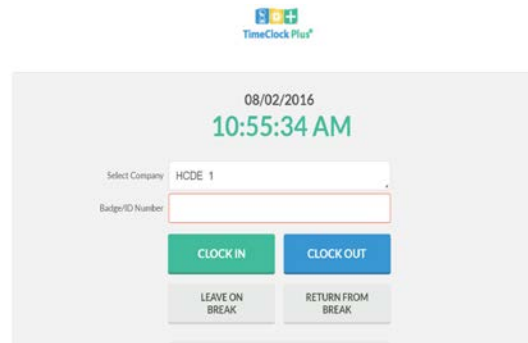 TimeClock Plus®
08/02/2016
10:55:34 AM
Select Company HCDE 1
Badge/ID Number
CLOCK IN CLOCK OUT
LEAVE ON BREAK RETURN FROM BREAK